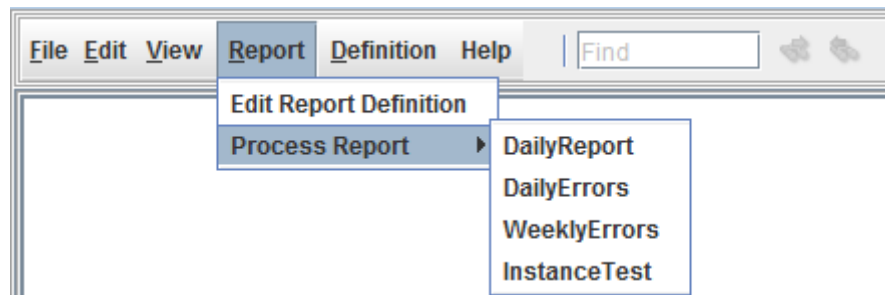 File Edit View Report Definition Help Find
Edit Report Definition
Process Report DailyReport
DailyErrors
WeeklyErrors
InstanceTest